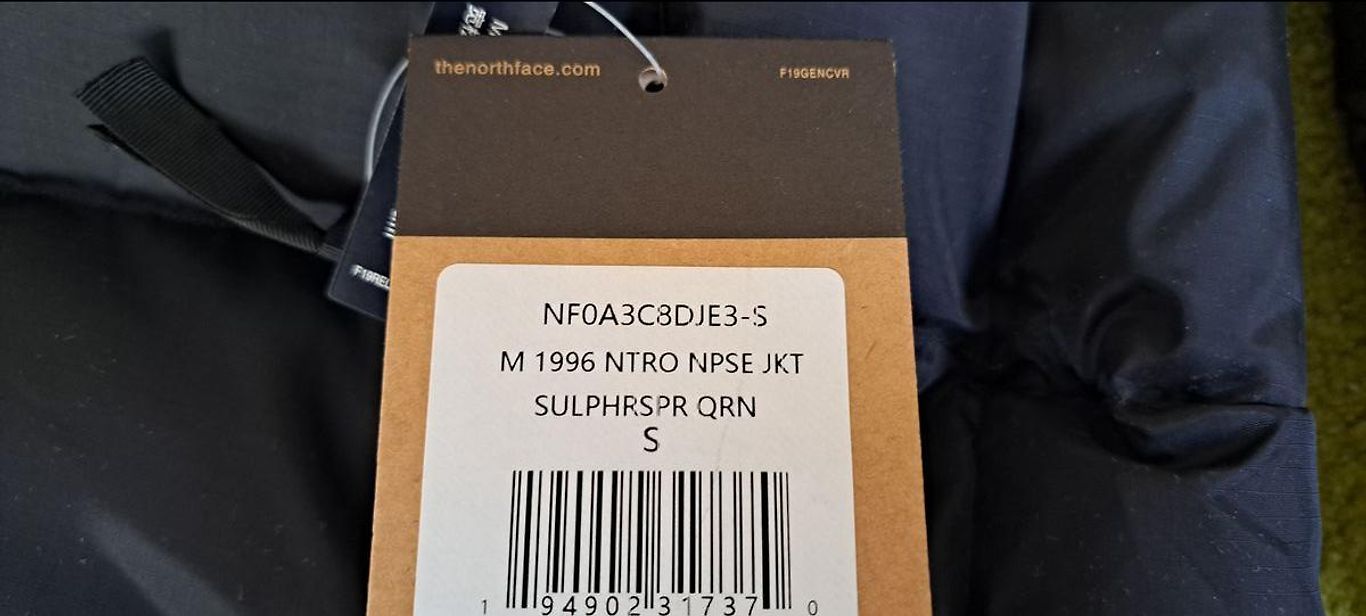 thenorthface.com
F19GENCVR
NF0A3C8DJE3-S
M 1996 NTRO NPSE JKT
SULPHRSPR QRN
S
1 94902 31737 0